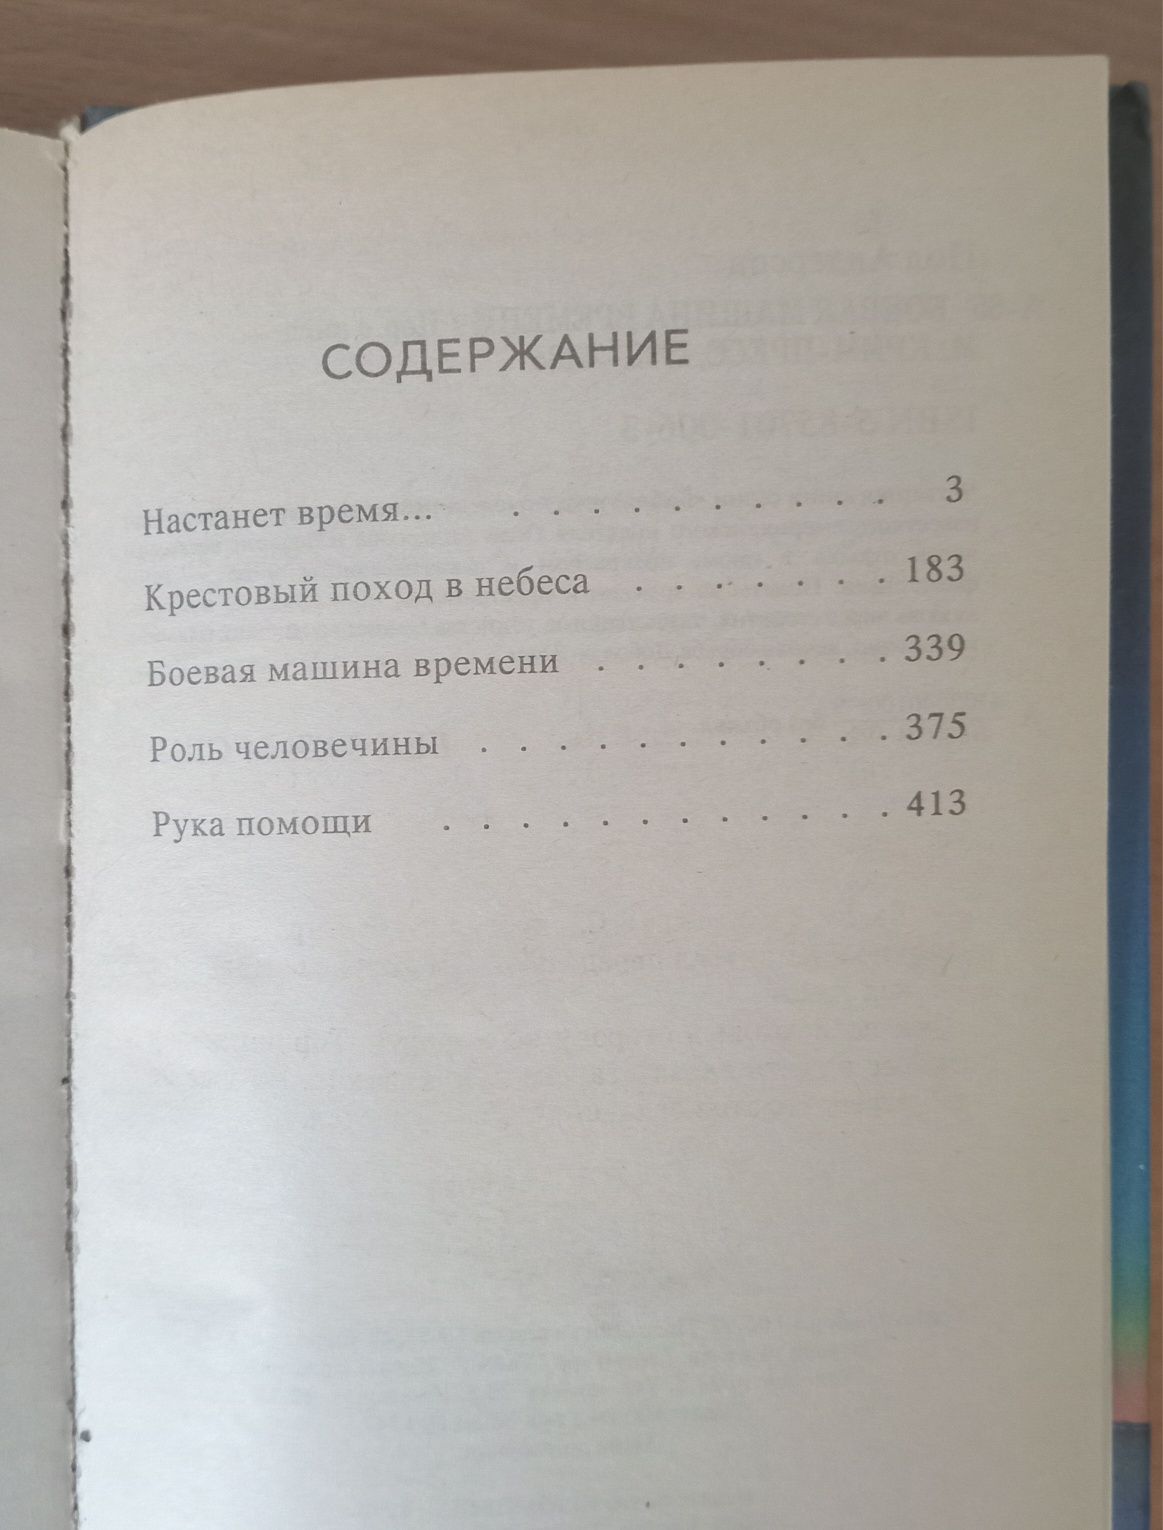 СОДЕРЖАНИЕ
Настанет время... . . . . . . . . . . 3
Крестовый поход в небеса . . . . . . . 183
Боевая машина времени . . . . . . . . 339
Роль человечины . . . . . . . . . . . 375
Рука помощи . . . . . . . . . . . . 413